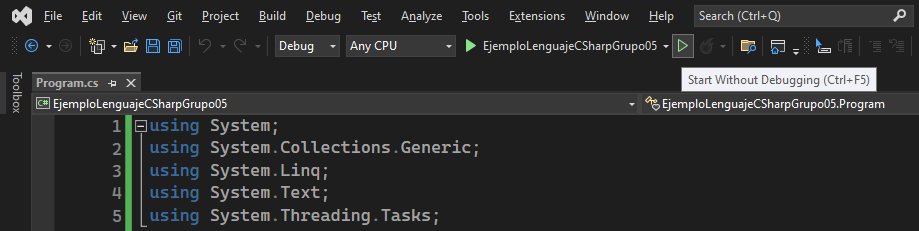 File Edit View Git Project Build Debug Test Analyze Tools Extensions Window Help Search (Ctrl+Q)
Debug Any CPU EjemploLenguajeCSharpGrupo05
Start Without Debugging (Ctrl+F5)
Toolbox
Program.cs
C# EjemploLenguajeCSharpGrupo05 EjemploLenguajeCSharpGrupo05.Program
1 using System;
2 using System.Collections.Generic;
3 using System.Linq;
4 using System.Text;
5 using System.Threading.Tasks;